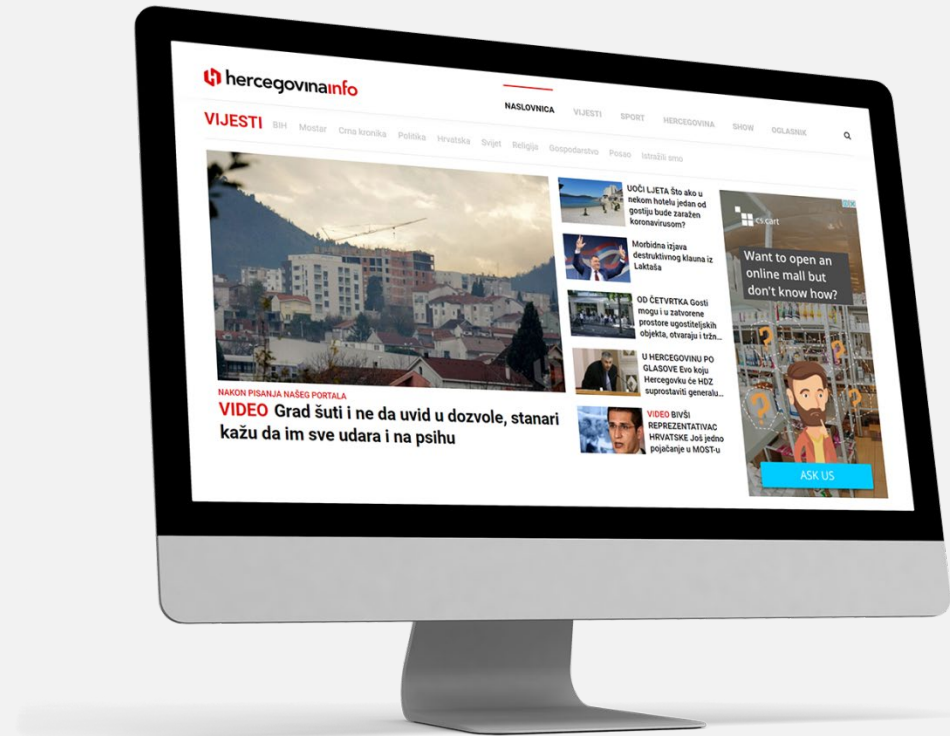 hercegovinainfo
NASLOVNICA VIJESTI SPORT HERCEGOVINA SHOW OGLASNIK
VIJESTI BIH Mostar Crna kronika Politika Hrvatska Svijet Religija Gospodarstvo Posao Istražili smo
NAKON PISANJA NAŠEG PORTALA
VIDEO Grad šuti i ne da uvid u dozvole, stanari
kažu da im sve udara i na psihu
UOČI LJETA Što ako u
nekom hotelu jedan od
gostiju bude zaražen
koronavirusom?
Morbidna izjava
destruktivnog klauna iz
Laktaša
OD ČETVRTKA Gosti
mogu i u zatvorene
prostore ugostiteljskih
objekta, otvaraju i tržn...
U HERCEGOVINU PO
GLASOVE Evo koju
Hercegovku će HDZ
suprostaviti generalu...
VIDEO BIVŠI
REPREZENTATIVAC
HRVATSKE Još jedno
pojačanje u MOST-u
cs.cart
Want to open an
online mall but
don't know how?
ASK US